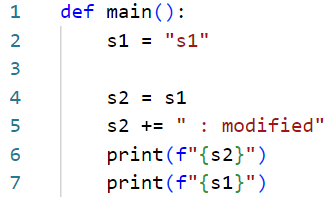 1 def main():
2     s1 = "s1"
3
4     s2 = s1
5     s2 += " : modified"
6     print(f"{s2}")
7     print(f"{s1}")